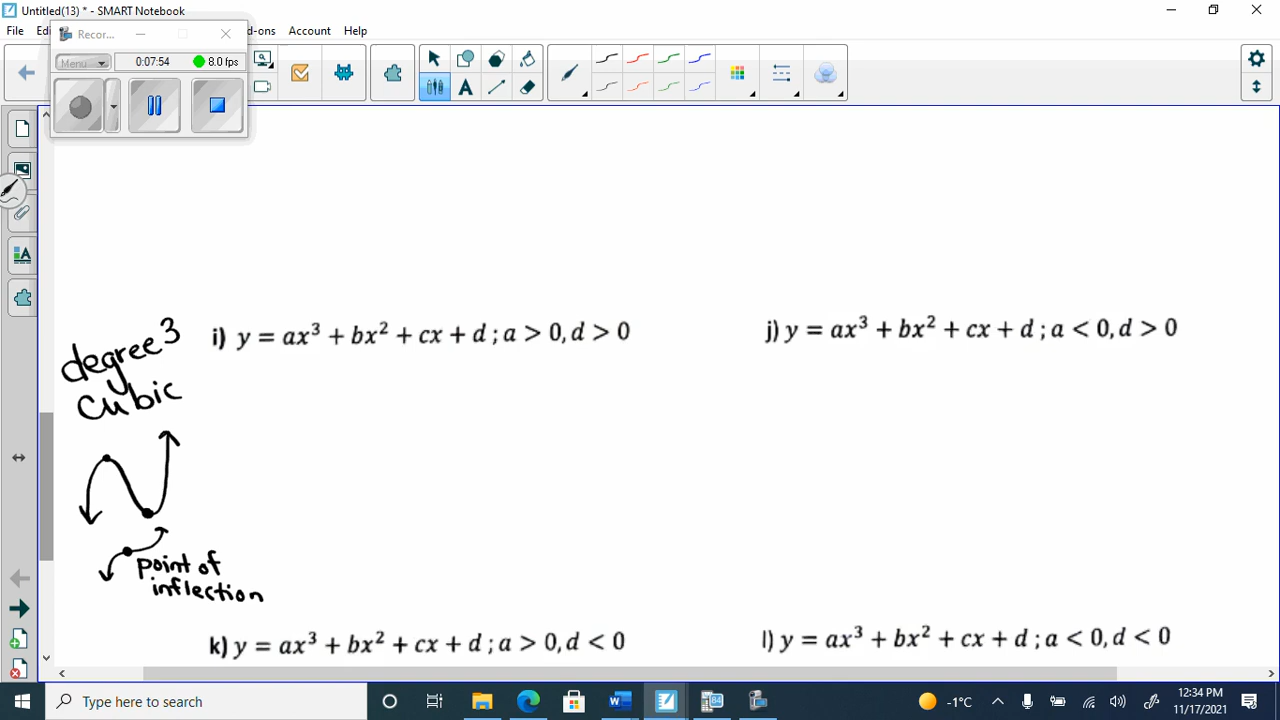 Untitled(13) * - SMART Notebook
File
Recor...
d-ons Account Help
Menu
0:07:54
8.0 fps
A
degree 3
cubic
i) y = ax³ + bx² + cx + d ; a > 0, d > 0
j) y = ax³ + bx² + cx + d ; a < 0, d > 0
point of
inflection
k) y = ax³ + bx² + cx + d ; a > 0, d < 0
l) y = ax³ + bx² + cx + d ; a < 0, d < 0
Type here to search
-1°C
12:34 PM
11/17/2021